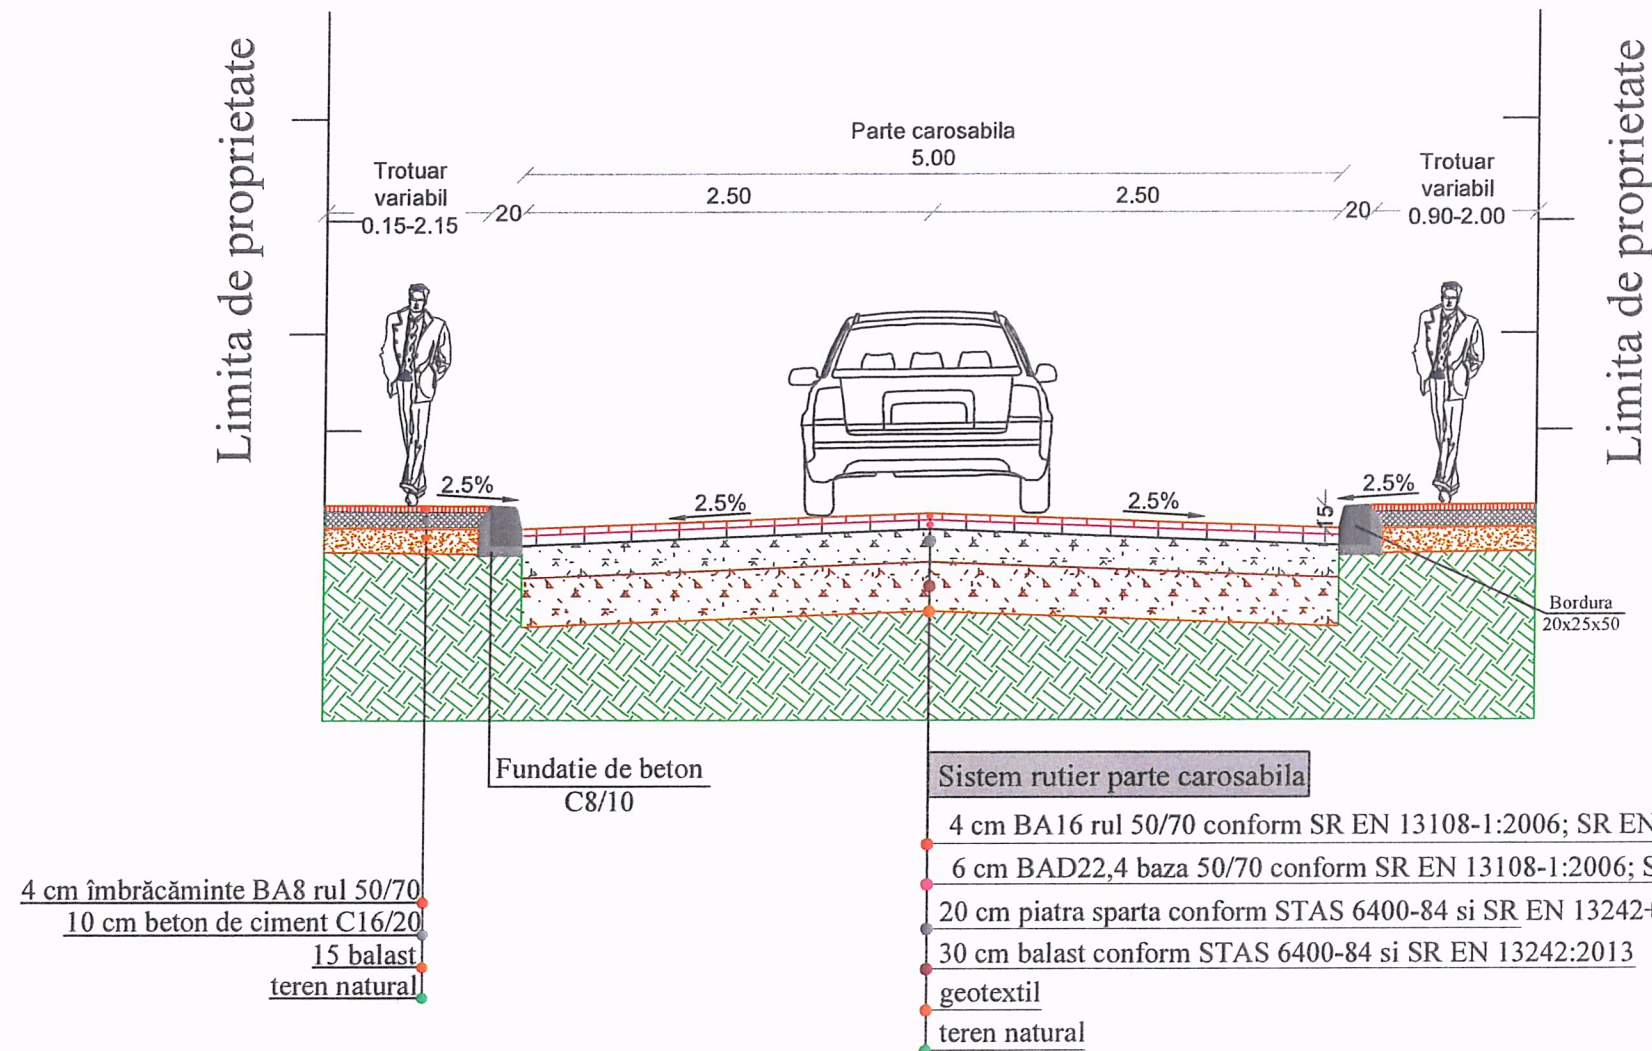 Limita de proprietate
Limita de proprietate
Parte carosabila
5.00
Trotuar
variabil
0.15-2.15
20
2.50
2.50
20
Trotuar
variabil
0.90-2.00
2.5%
2.5%
2.5%
2.5%
15
Bordura
20x25x50
Fundatie de beton
C8/10
Sistem rutier parte carosabila
4 cm BA16 rul 50/70 conform SR EN 13108-1:2006; SR EN
6 cm BAD22,4 baza 50/70 conform SR EN 13108-1:2006; S
20 cm piatra sparta conform STAS 6400-84 si SR EN 13242+
30 cm balast conform STAS 6400-84 si SR EN 13242:2013
geotextil
teren natural
4 cm îmbrăcăminte BA8 rul 50/70
10 cm beton de ciment C16/20
15 balast
teren natural